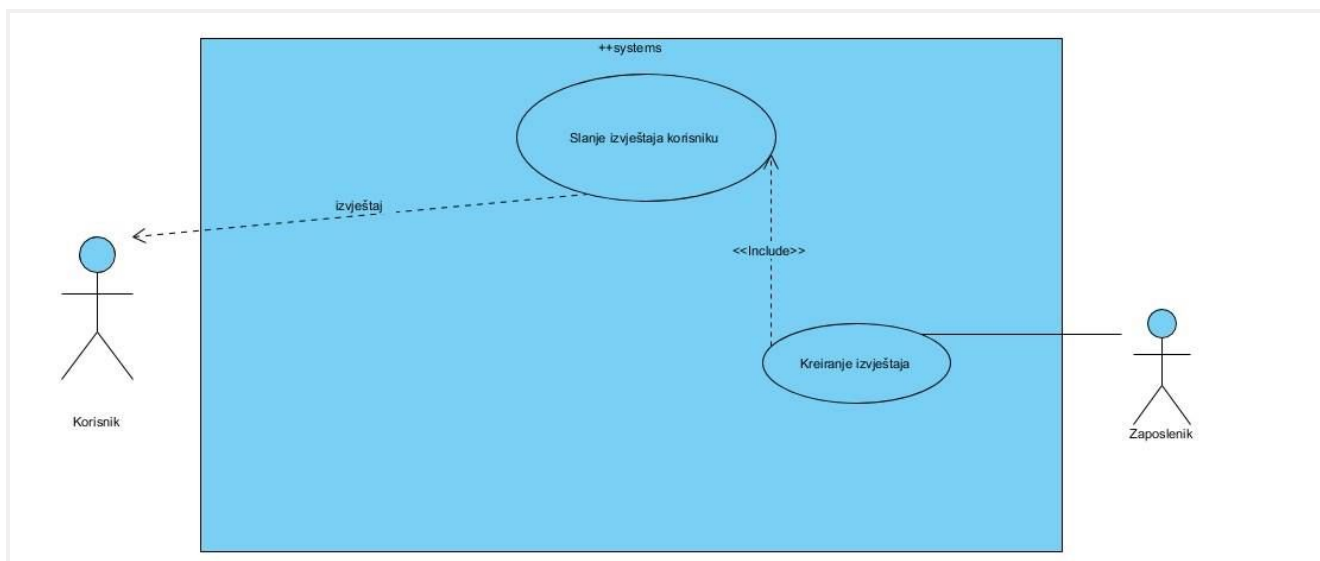 ++systems
Slanje izvještaja korisniku
izvještaj
<<Include>>
Kreiranje izvještaja
Korisnik
Zaposlenik